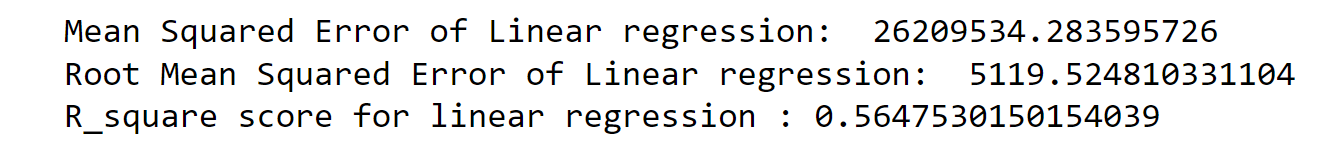 Mean Squared Error of Linear regression:  26209534.283595726
Root Mean Squared Error of Linear regression:  5119.524810331104
R_square score for linear regression : 0.5647530150154039